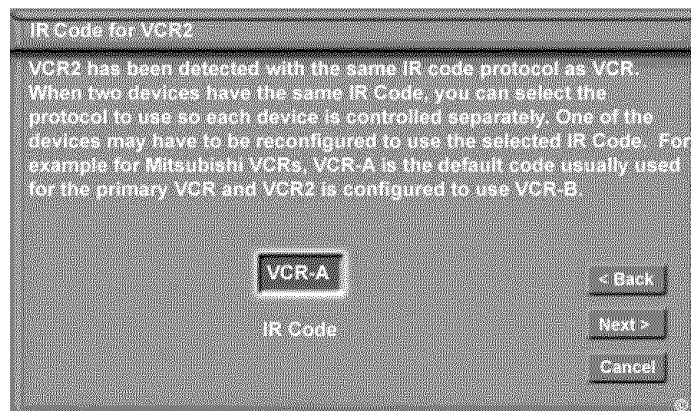 IR Code for VCR2
VCR2 has been detected with the same IR code protocol as VCR.
When two devices have the same IR Code, you can select the
protocol to use so each device is controlled separately. One of the
devices may have to be reconfigured to use the selected IR Code. For
example for Mitsubishi VCRs, VCR-A is the default code usually used
for the primary VCR and VCR2 is configured to use VCR-B.
VCR-A
< Back
IR Code
Next >
Cancel